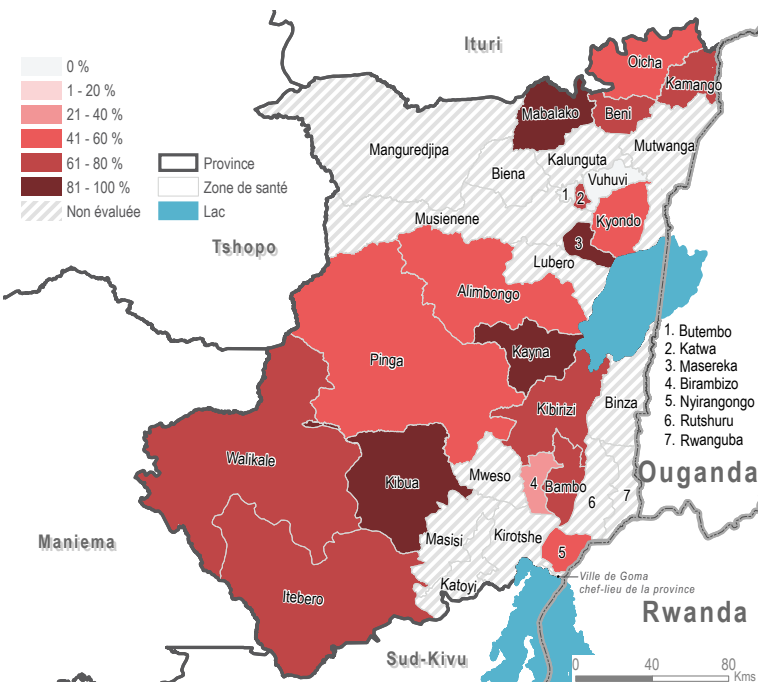 Ituri
0 %
1 - 20 %
21 - 40 %
41 - 60 %
61 - 80 %
81 - 100 %
Non évaluée
Province
Zone de santé
Lac
Tshopo
Oicha
Kamango
Mabalako
Beni
Manguredjipa
Kalunguta
Mutwanga
Biena
Vuhuvi
1
2
Musienene
Kyondo
3
Lubero
Alimbongo
Pinga
Kayna
1. Butembo
2. Katwa
3. Masereka
4. Birambizo
5. Nyirangongo
6. Rutshuru
7. Rwanguba
Binza
Kibirizi
Walikale
Kibua
Mweso
4
Bambo
6
7
Ouganda
Maniema
Masisi
Kirotshe
5
Katoyi
Itebero
Ville de Goma
chef-lieu de la province
Rwanda
Sud-Kivu
0 40 80
Kms